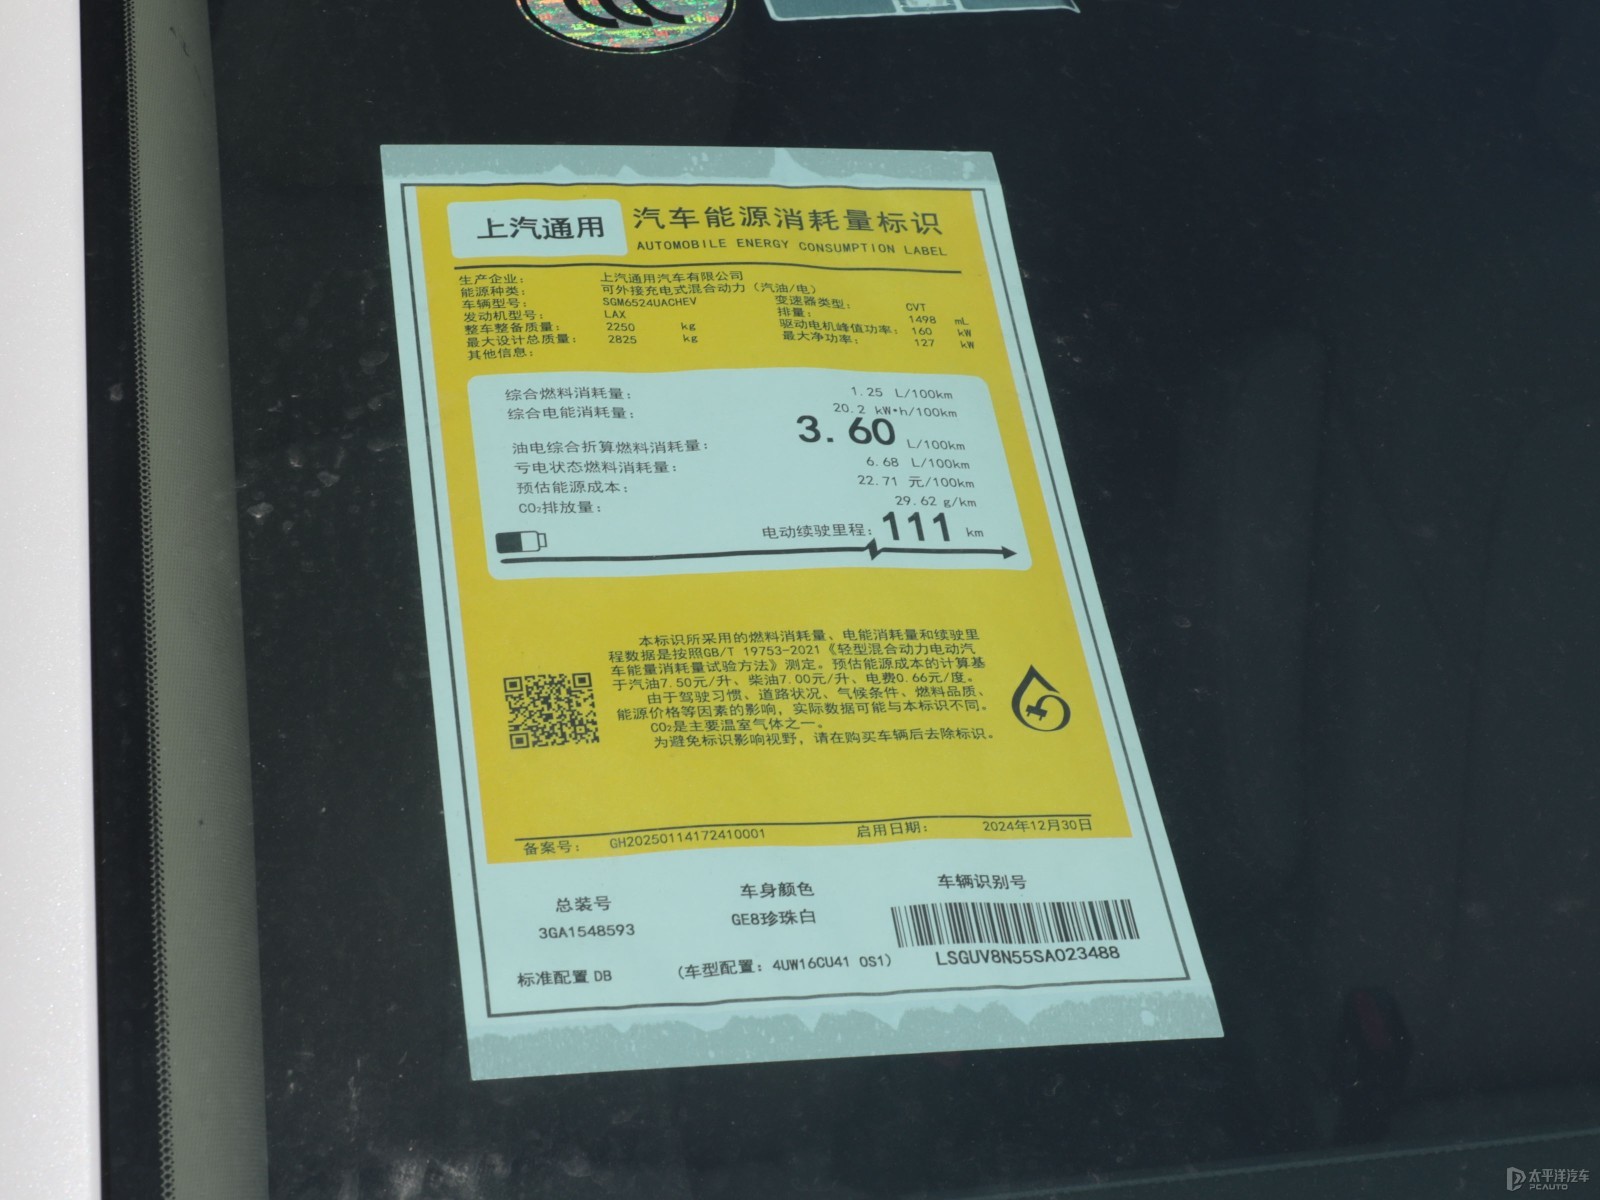 上汽通用
汽车能源消耗量标识
AUTOMOBILE ENERGY CONSUMPTION LABEL
生产企业： 上汽通用汽车有限公司
能源种类： 可外接充电式混合动力（汽油/电）
车辆型号： SGM6524UACHEV 变速器类型： CVT
发动机型号： LAX 排量： 1498 mL
整车整备质量： 2250 kg 驱动电机峰值功率： 160 kW
最大设计总质量： 2825 kg 最大净功率： 127 kW
其他信息：
综合燃料消耗量： 1.25 L/100km
综合电能消耗量： 20.2 kW•h/100km
油电综合折算燃料消耗量： 3.60 L/100km
亏电状态燃料消耗量： 6.68 L/100km
预估能源成本： 22.71 元/100km
CO₂排放量： 29.62 g/km
电动续驶里程： 111 km
本标识所采用的燃料消耗量、电能消耗量和续驶里
程数据是按照GB/T 19753-2021《轻型混合动力电动汽
车能量消耗量试验方法》测定。预估能源成本的计算基
于汽油7.50元/升、柴油7.00元/升、电费0.66元/度。
由于驾驶习惯、道路状况、气候条件、燃料品质、
能源价格等因素的影响，实际数据可能与本标识不同。
CO₂是主要温室气体之一。
为避免标识影响视野，请在购买车辆后去除标识。
备案号： GH20250114172410001 启用日期： 2024年12月30日
总装号 车身颜色 车辆识别号
3GA1548593 GE8珍珠白
标准配置 DB （车型配置：4UW16CU41 0S1） LSGUV8N55SA023488
太平洋汽车
PCAUTO